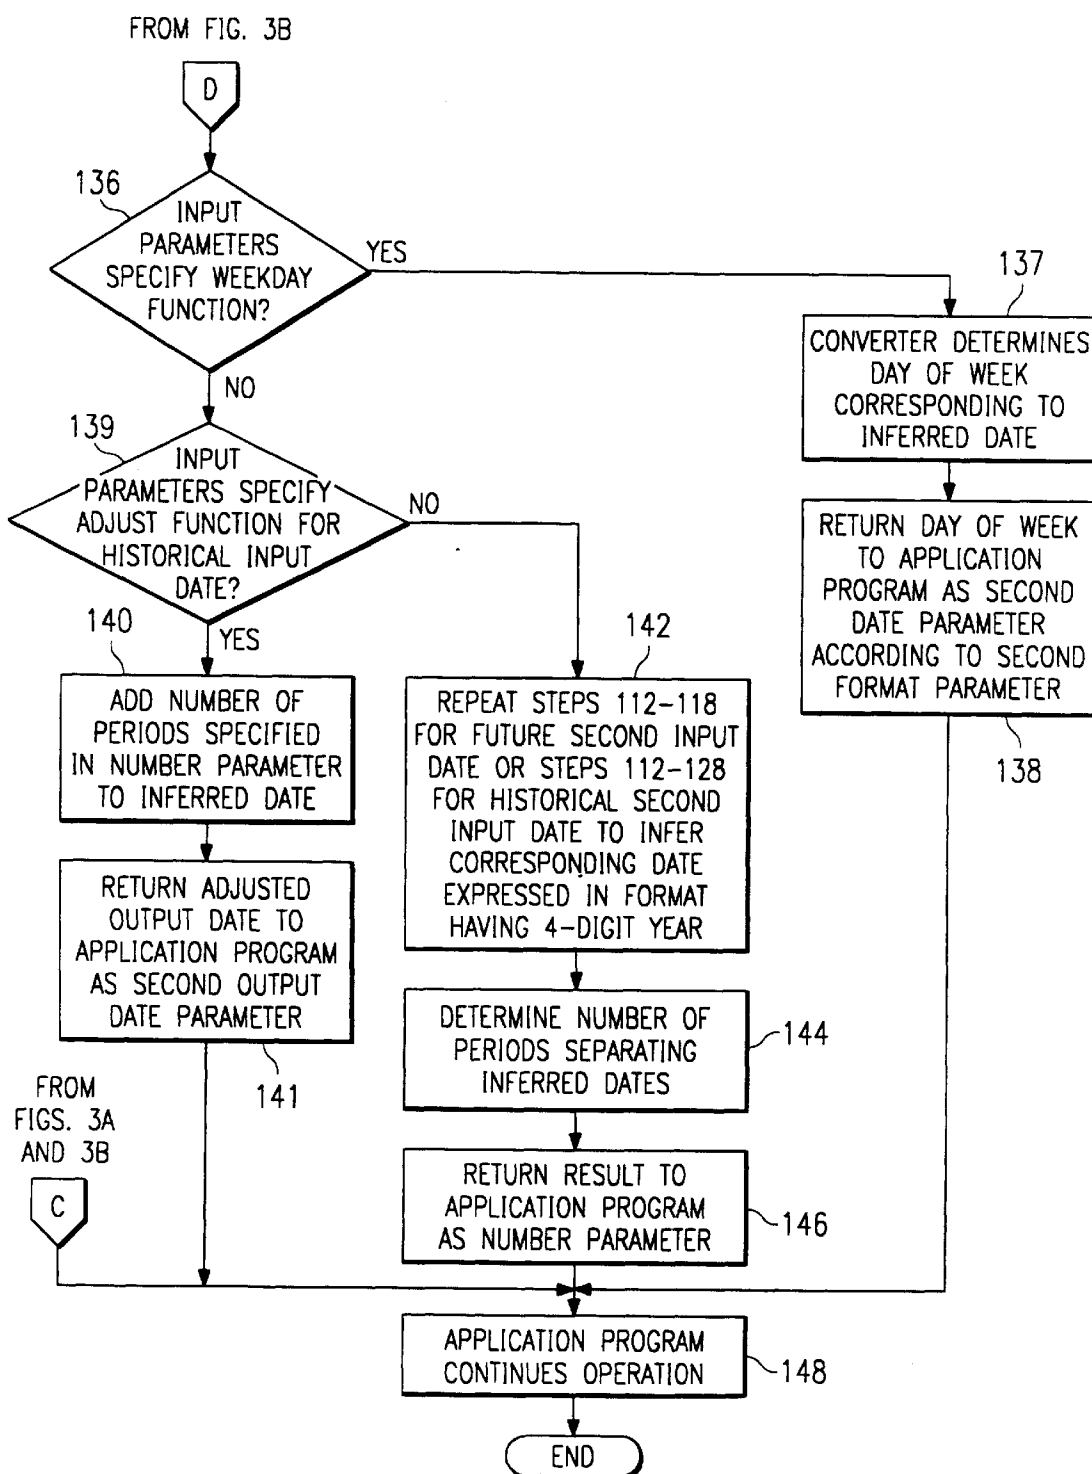 FROM FIG. 3B
D
136
INPUT
PARAMETERS
SPECIFY WEEKDAY
FUNCTION?
YES
NO
137
CONVERTER DETERMINES
DAY OF WEEK
CORRESPONDING TO
INFERRED DATE
RETURN DAY OF WEEK
TO APPLICATION
PROGRAM AS SECOND
DATE PARAMETER
ACCORDING TO SECOND
FORMAT PARAMETER
138
139
INPUT
PARAMETERS SPECIFY
ADJUST FUNCTION FOR
HISTORICAL INPUT
DATE?
NO
YES
140
ADD NUMBER OF
PERIODS SPECIFIED
IN NUMBER PARAMETER
TO INFERRED DATE
RETURN ADJUSTED
OUTPUT DATE TO
APPLICATION PROGRAM
AS SECOND OUTPUT
DATE PARAMETER
141
142
REPEAT STEPS 112-118
FOR FUTURE SECOND INPUT
DATE OR STEPS 112-128
FOR HISTORICAL SECOND
INPUT DATE TO INFER
CORRESPONDING DATE
EXPRESSED IN FORMAT
HAVING 4-DIGIT YEAR
DETERMINE NUMBER OF
PERIODS SEPARATING
INFERRED DATES
144
RETURN RESULT TO
APPLICATION PROGRAM
AS NUMBER PARAMETER
146
FROM
FIGS. 3A
AND 3B
C
APPLICATION PROGRAM
CONTINUES OPERATION
148
END